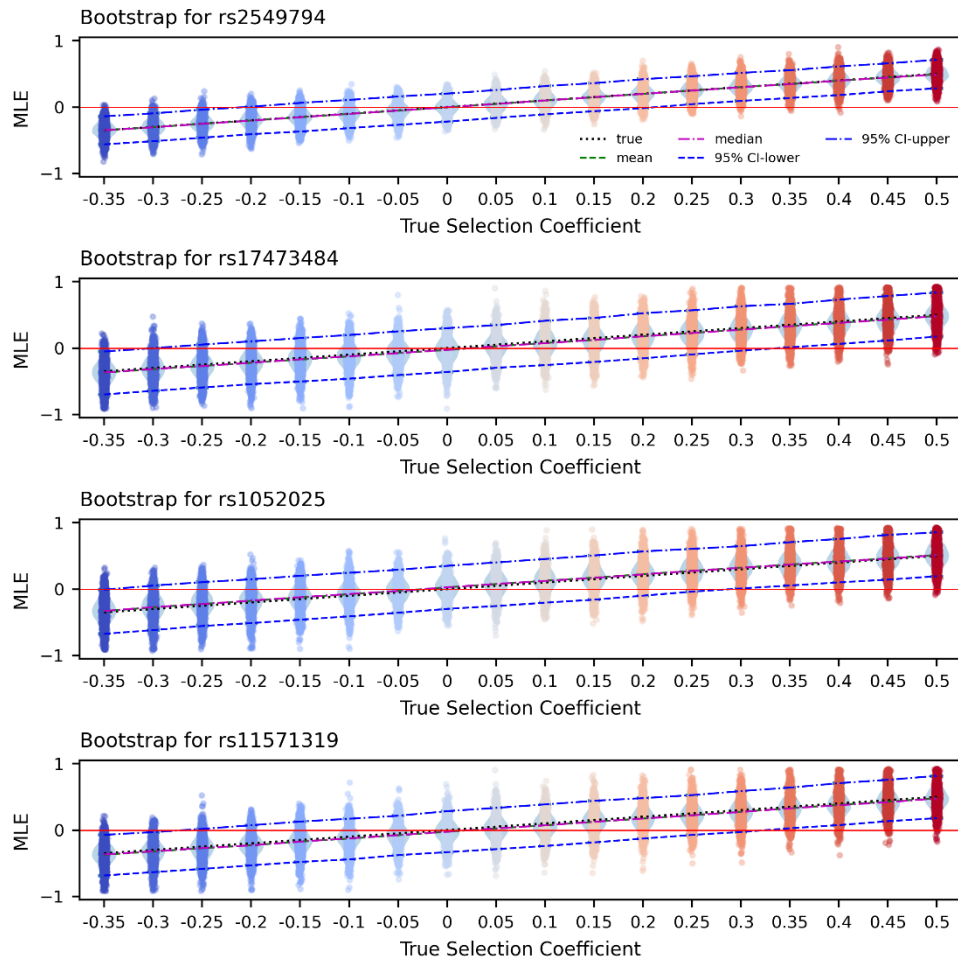 Bootstrap for rs2549794
1
0
−1
MLE
true
mean
median
95% CI-lower
95% CI-upper
-0.35 -0.3 -0.25 -0.2 -0.15 -0.1 -0.05 0 0.05 0.1 0.15 0.2 0.25 0.3 0.35 0.4 0.45 0.5
True Selection Coefficient
Bootstrap for rs17473484
1
0
−1
MLE
-0.35 -0.3 -0.25 -0.2 -0.15 -0.1 -0.05 0 0.05 0.1 0.15 0.2 0.25 0.3 0.35 0.4 0.45 0.5
True Selection Coefficient
Bootstrap for rs1052025
1
0
−1
MLE
-0.35 -0.3 -0.25 -0.2 -0.15 -0.1 -0.05 0 0.05 0.1 0.15 0.2 0.25 0.3 0.35 0.4 0.45 0.5
True Selection Coefficient
Bootstrap for rs11571319
1
0
−1
MLE
-0.35 -0.3 -0.25 -0.2 -0.15 -0.1 -0.05 0 0.05 0.1 0.15 0.2 0.25 0.3 0.35 0.4 0.45 0.5
True Selection Coefficient